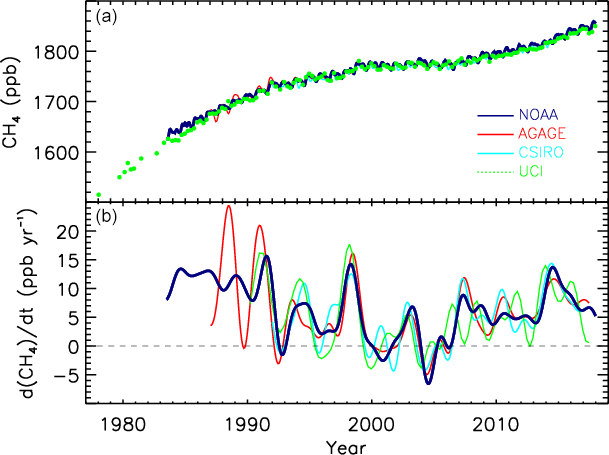 (a)
CH4 (ppb)
1800
1700
1600
NOAA
AGAGE
CSIRO
UCI
(b)
d(CH4)/dt (ppb yr−1)
20
15
10
5
0
−5
1980
1990
2000
2010
Year